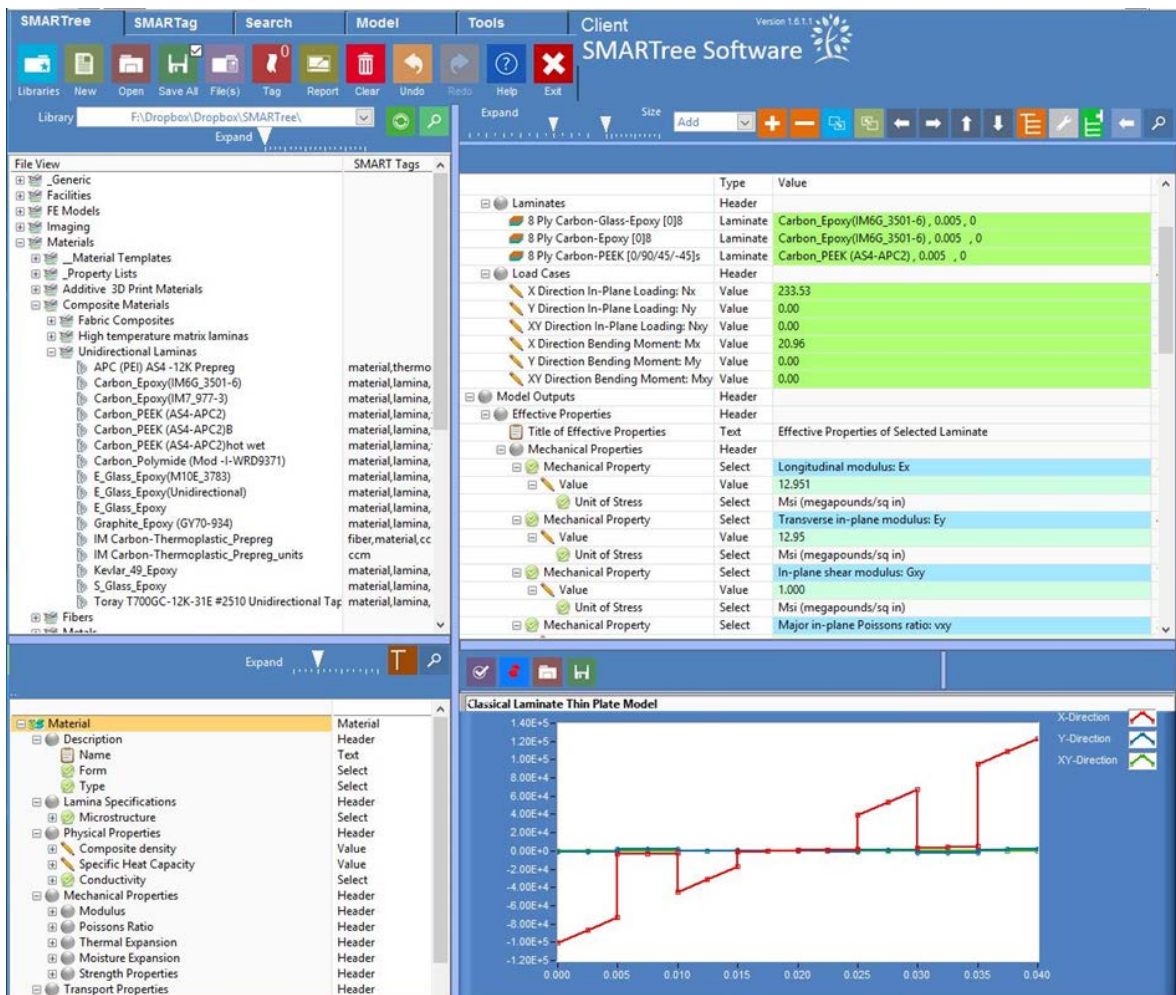 SMARTree SMARTag Search Model Tools
Client Version 1.6.1.1
SMARTree Software
0
Libraries New Open Save All File(s) Tag Report Clear Undo Redo Help Exit
Library F:\Dropbox\Dropbox\SMARTree\
Expand
Expand Size Add
File View SMART Tags
_Generic
Facilities
FE Models
Imaging
Materials
__Material Templates
_Property Lists
Additive 3D Print Materials
Composite Materials
Fabric Composites
High temperature matrix laminas
Unidirectional Laminas
APC (PEI) AS4 -12K Prepreg material,thermo
Carbon_Epoxy(IM6G_3501-6) material,lamina,
Carbon_Epoxy(IM7_977-3) material,lamina,
Carbon_PEEK (AS4-APC2) material,lamina,
Carbon_PEEK (AS4-APC2)B material,lamina,
Carbon_PEEK (AS4-APC2)hot wet material,lamina,
Carbon_Polymide (Mod -I-WRD9371) material,lamina,
E_Glass_Epoxy(M10E_3783) material,lamina,
E_Glass_Epoxy(Unidirectional) material,lamina,
E_Glass_Epoxy material,lamina,
Graphite_Epoxy (GY70-934) material,lamina,
IM Carbon-Thermoplastic_Prepreg fiber,material,cc
IM Carbon-Thermoplastic_Prepreg_units ccm
Kevlar_49_Epoxy material,lamina,
S_Glass_Epoxy material,lamina,
Toray T700GC-12K-31E #2510 Unidirectional Tap material,lamina,
Fibers
Metals
Type Value
Laminates Header
8 Ply Carbon-Glass-Epoxy [0]8 Laminate Carbon_Epoxy(IM6G_3501-6) , 0.005 , 0
8 Ply Carbon-Epoxy [0]8 Laminate Carbon_Epoxy(IM6G_3501-6) , 0.005 , 0
8 Ply Carbon-PEEK [0/90/45/-45]s Laminate Carbon_PEEK (AS4-APC2) , 0.005 , 0
Load Cases Header
X Direction In-Plane Loading: Nx Value 233.53
Y Direction In-Plane Loading: Ny Value 0.00
XY Direction In-Plane Loading: Nxy Value 0.00
X Direction Bending Moment: Mx Value 20.96
Y Direction Bending Moment: My Value 0.00
XY Direction Bending Moment: Mxy Value 0.00
Model Outputs Header
Effective Properties Header
Title of Effective Properties Text Effective Properties of Selected Laminate
Mechanical Properties Header
Mechanical Property Select Longitudinal modulus: Ex
Value Value 12.951
Unit of Stress Select Msi (megapounds/sq in)
Mechanical Property Select Transverse in-plane modulus: Ey
Value Value 12.95
Unit of Stress Select Msi (megapounds/sq in)
Mechanical Property Select In-plane shear modulus: Gxy
Value Value 1.000
Unit of Stress Select Msi (megapounds/sq in)
Mechanical Property Select Major in-plane Poissons ratio: vxy
Expand T
Material Material
Description Header
Name Text
Form Select
Type Select
Lamina Specifications Header
Microstructure Select
Physical Properties Header
Composite density Value
Specific Heat Capacity Value
Conductivity Select
Mechanical Properties Header
Modulus Header
Poissons Ratio Header
Thermal Expansion Header
Moisture Expansion Header
Strength Properties Header
Transport Properties Header
Classical Laminate Thin Plate Model
X-Direction
Y-Direction
XY-Direction
1.40E+5
1.20E+5
1.00E+5
8.00E+4
6.00E+4
4.00E+4
2.00E+4
0.00E+0
-2.00E+4
-4.00E+4
-6.00E+4
-8.00E+4
-1.00E+5
-1.20E+5
0.000 0.005 0.010 0.015 0.020 0.025 0.030 0.035 0.040